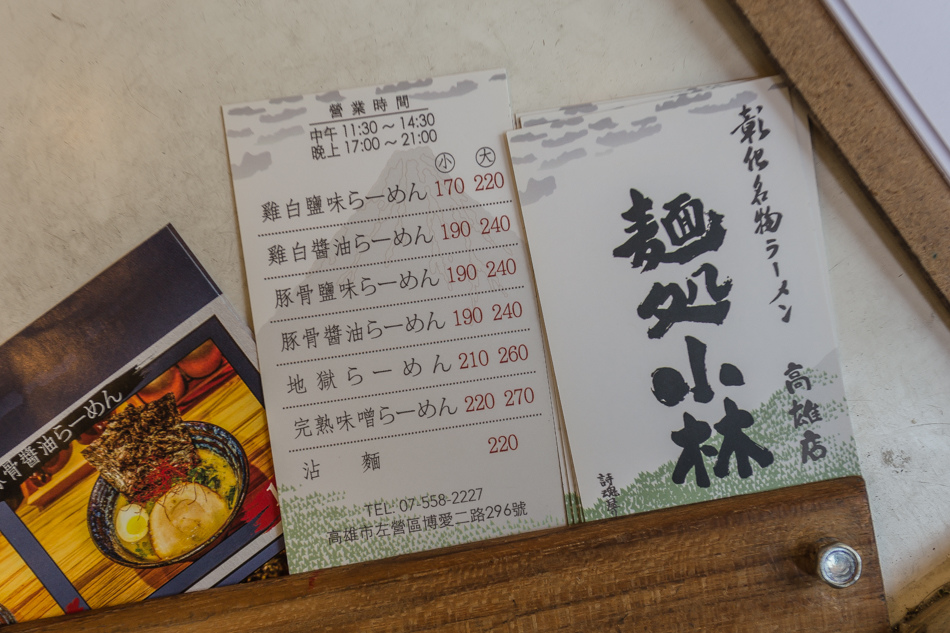 營業時間
中午 11:30 ~ 14:30
晚上 17:00 ~ 21:00
小 大
雞白鹽味らーめん 170 220
雞白醬油らーめん 190 240
豚骨鹽味らーめん 190 240
豚骨醬油らーめん 190 240
地獄らーめん 210 260
完熟味噌らーめん 220 270
沾麵 220
TEL: 07-558-2227
高雄市左營區博愛二路296號
彰化名物ラーメン
高雄店
麵処小林
骨醬油らーめん